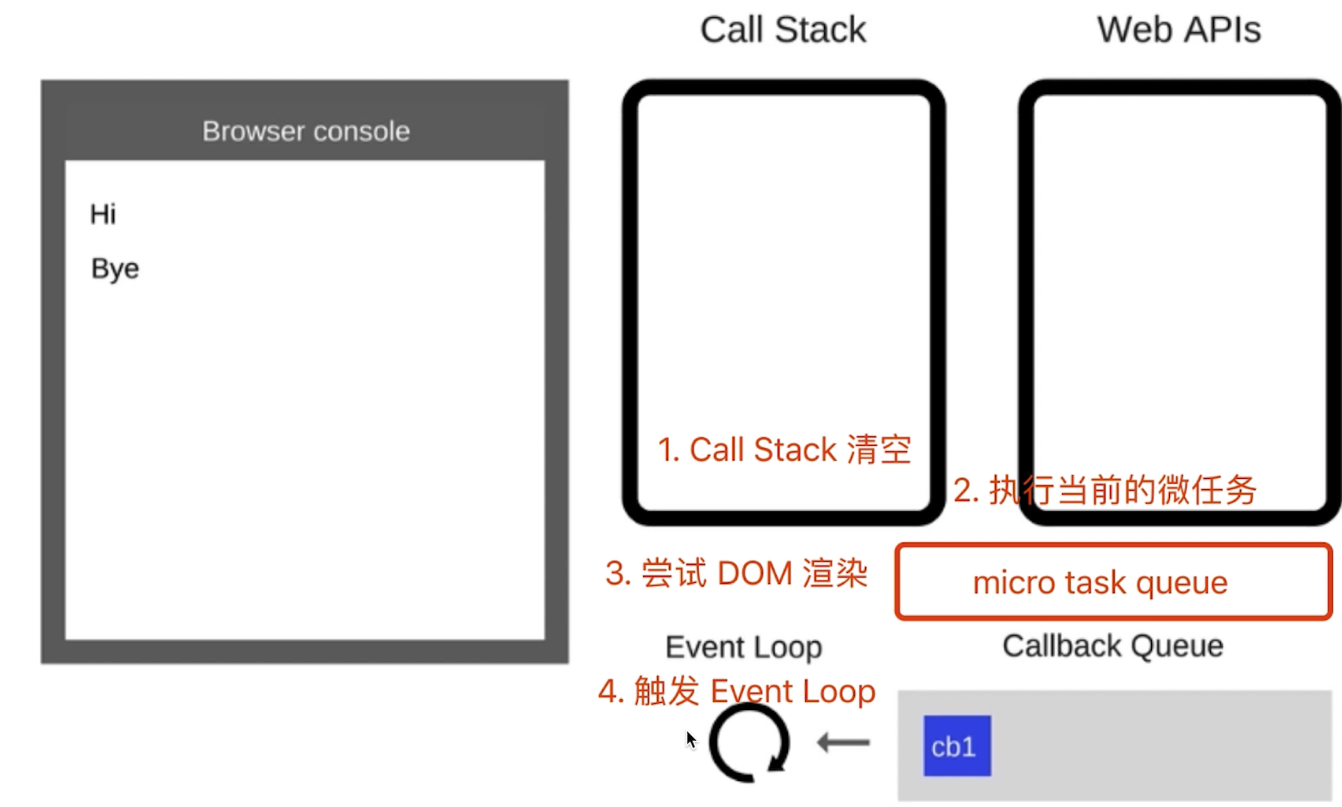 Call Stack
Web APIs
Browser console
Hi
Bye
1. Call Stack 清空
2. 执行当前的微任务
3. 尝试 DOM 渲染
micro task queue
Event Loop
Callback Queue
4. 触发 Event Loop
cb1